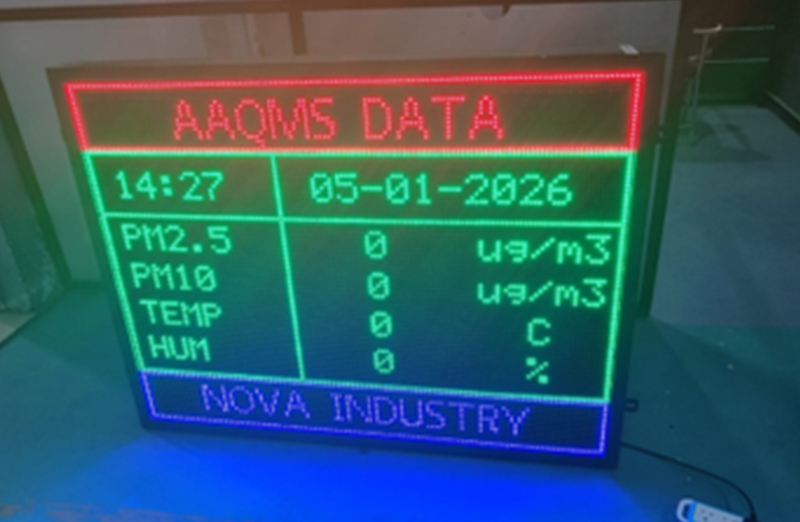 AAQMS DATA
14:27 05-01-2026
PM2.5 0 ug/m3
PM10 0 ug/m3
TEMP 0 C
HUM 0 %
NOVA INDUSTRY